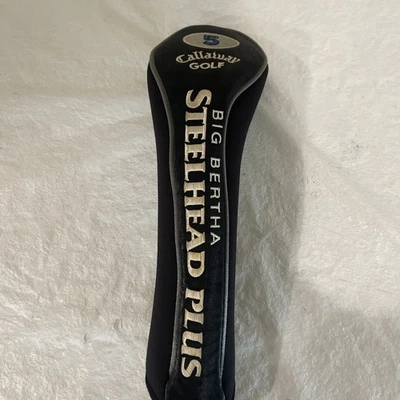 5
Callaway
GOLF
BIG BERTHA
STEELHEAD PLUS